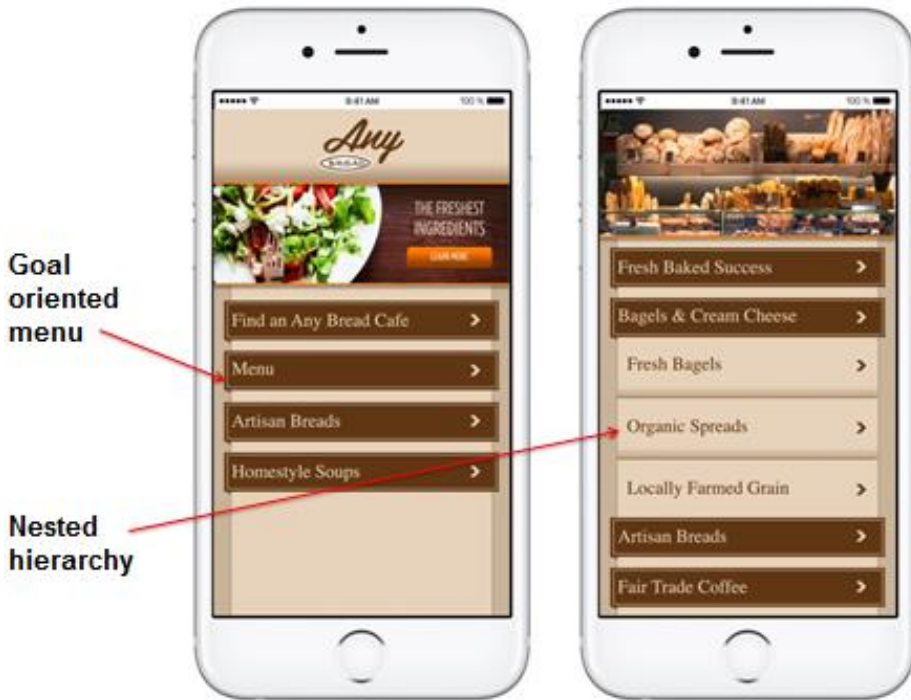 9:41 AM
100 %
Any
BREAD
THE FRESHEST
INGREDIENTS
LEARN MORE
Find an Any Bread Cafe
Menu
Artisan Breads
Homestyle Soups
Goal
oriented
menu
Nested
hierarchy
9:41 AM
100 %
Fresh Baked Success
Bagels & Cream Cheese
Fresh Bagels
Organic Spreads
Locally Farmed Grain
Artisan Breads
Fair Trade Coffee